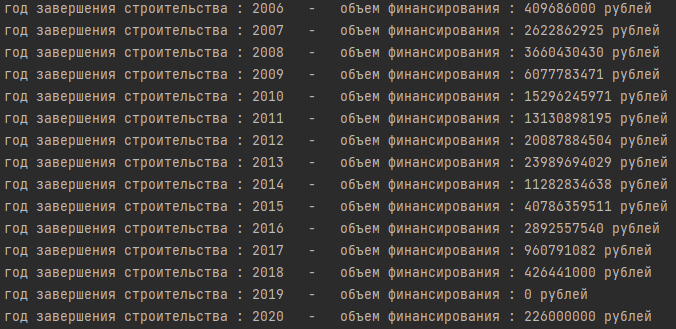 год завершения строительства : 2006 - объем финансирования : 409686000 рублей
год завершения строительства : 2007 - объем финансирования : 2622862925 рублей
год завершения строительства : 2008 - объем финансирования : 3660430430 рублей
год завершения строительства : 2009 - объем финансирования : 6077783471 рублей
год завершения строительства : 2010 - объем финансирования : 15296245971 рублей
год завершения строительства : 2011 - объем финансирования : 13130898195 рублей
год завершения строительства : 2012 - объем финансирования : 20087884504 рублей
год завершения строительства : 2013 - объем финансирования : 23989694029 рублей
год завершения строительства : 2014 - объем финансирования : 11282834638 рублей
год завершения строительства : 2015 - объем финансирования : 40786359511 рублей
год завершения строительства : 2016 - объем финансирования : 2892557540 рублей
год завершения строительства : 2017 - объем финансирования : 960791082 рублей
год завершения строительства : 2018 - объем финансирования : 426441000 рублей
год завершения строительства : 2019 - объем финансирования : 0 рублей
год завершения строительства : 2020 - объем финансирования : 226000000 рублей